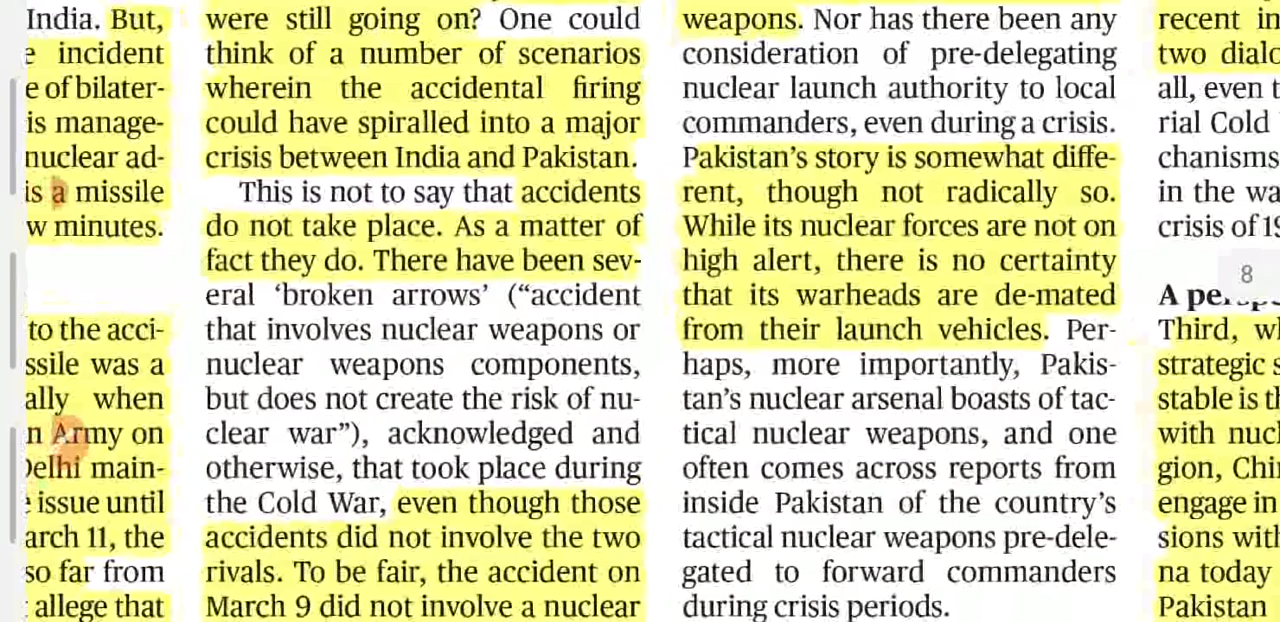 India. But,
incident
e of bilater-
is manage-
nuclear ad-
is a missile
w minutes.
to the acci-
ssile was a
ally when
n Army on
Delhi main-
issue until
arch 11, the
so far from
allege that
were still going on? One could
think of a number of scenarios
wherein the accidental firing
could have spiralled into a major
crisis between India and Pakistan.
This is not to say that accidents
do not take place. As a matter of
fact they do. There have been sev-
eral ‘broken arrows’ (“accident
that involves nuclear weapons or
nuclear weapons components,
but does not create the risk of nu-
clear war”), acknowledged and
otherwise, that took place during
the Cold War, even though those
accidents did not involve the two
rivals. To be fair, the accident on
March 9 did not involve a nuclear
weapons. Nor has there been any
consideration of pre-delegating
nuclear launch authority to local
commanders, even during a crisis.
Pakistan’s story is somewhat diffe-
rent, though not radically so.
While its nuclear forces are not on
high alert, there is no certainty
that its warheads are de-mated
from their launch vehicles. Per-
haps, more importantly, Pakis-
tan’s nuclear arsenal boasts of tac-
tical nuclear weapons, and one
often comes across reports from
inside Pakistan of the country’s
tactical nuclear weapons pre-dele-
gated to forward commanders
during crisis periods.
recent in
two dialo
all, even t
rial Cold
chanisms
in the wa
crisis of 19
8
A perspe
Third, wh
strategic s
stable is th
with nucl
gion, Chin
engage in
sions with
na today
Pakistan